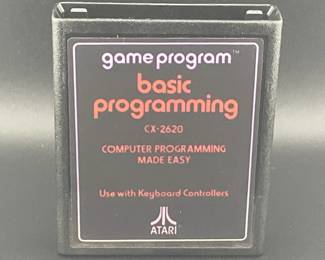 game program™
basic
programming
CX-2620
COMPUTER PROGRAMMING
MADE EASY
Use with Keyboard Controllers
ATARI